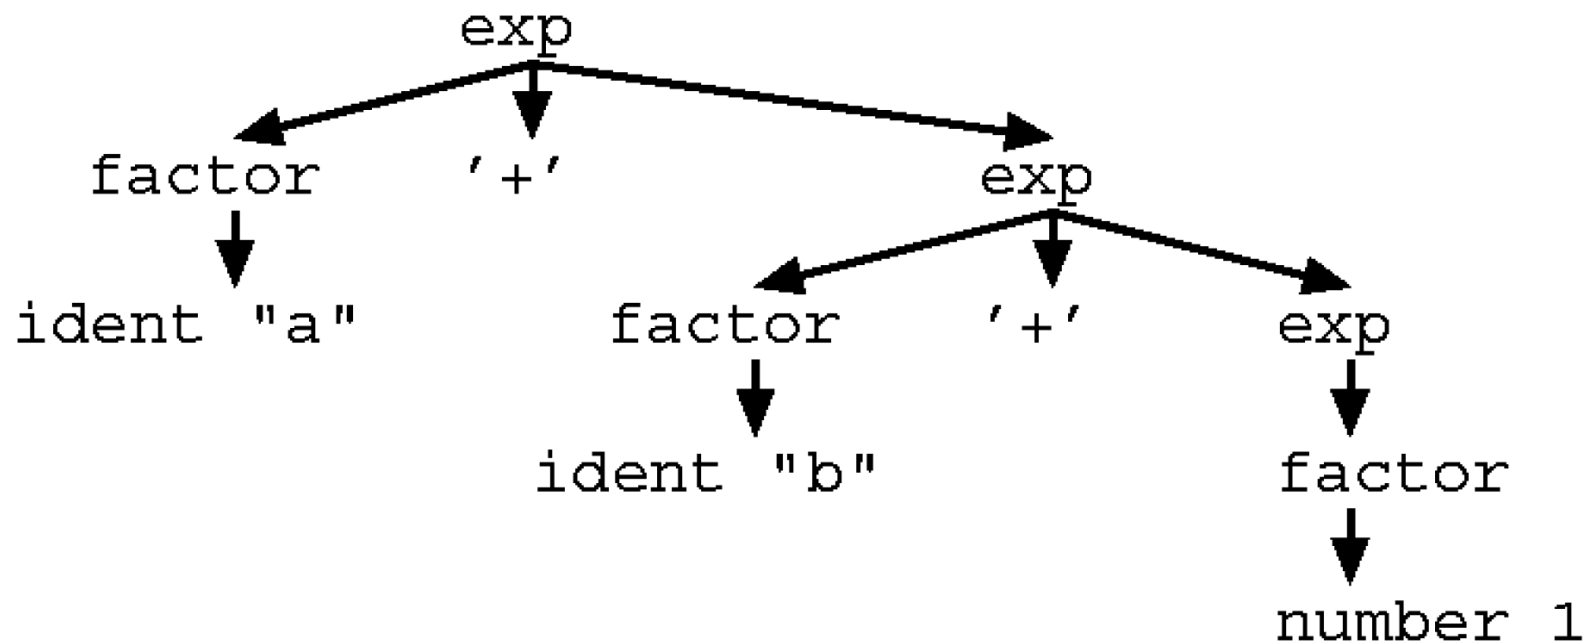 exp
factor '+' exp
ident "a" factor '+' exp
ident "b" factor
number 1